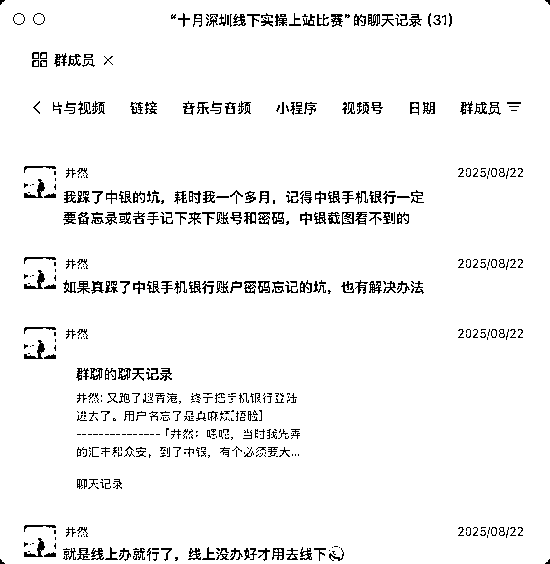 “十月深圳线下实操上站比赛”的聊天记录 (31)
群成员 ×
片与视频 链接 音乐与音频 小程序 视频号 日期 群成员
井然 2025/08/22
我踩了中银的坑，耗时我一个多月，记得中银手机银行一定
要备忘录或者手记下来下账号和密码，中银截图看不到的
井然 2025/08/22
如果真踩了中银手机银行账户密码忘记的坑，也有解决办法
井然 2025/08/22
群聊的聊天记录
井然: 又跑了趟香港，终于把手机银行登陆
进去了。用户名忘了是真麻烦[捂脸]
--------------- 「井然：嗯呢，当时我先弄
的汇丰和众安，到了中银，有个必须要大...
聊天记录
井然 2025/08/22
就是线上办就行了，线上没办好才用去线下